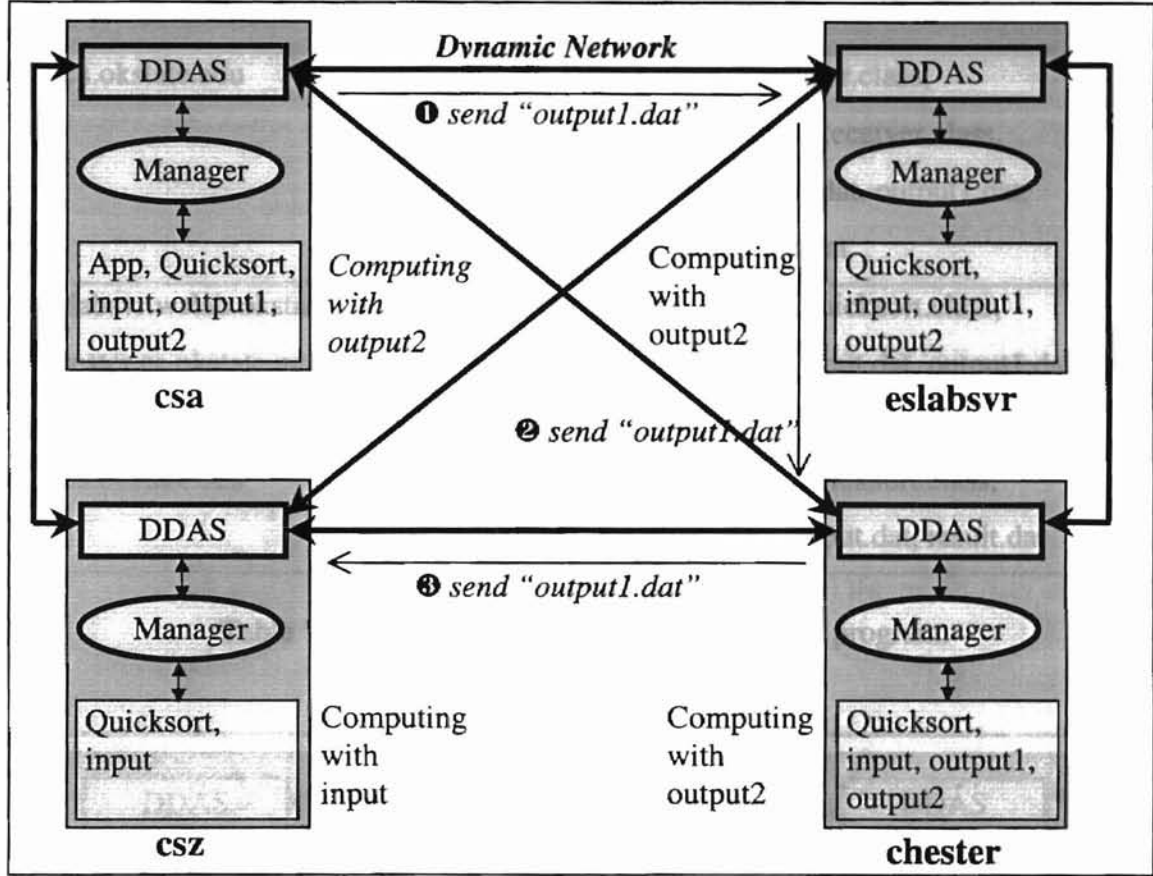 Dynamic Network
DDAS
DDAS
❶ send “output1.dat”
Manager
Manager
App, Quicksort,
input, output1,
output2
Computing
with
output2
Computing
with
output2
Quicksort,
input, output1,
output2
csa
eslabsvr
❷ send “output1.dat”
DDAS
DDAS
❸ send “output1.dat”
Manager
Manager
Quicksort,
input
Computing
with
input
Computing
with
output2
Quicksort,
input, output1,
output2
csz
chester